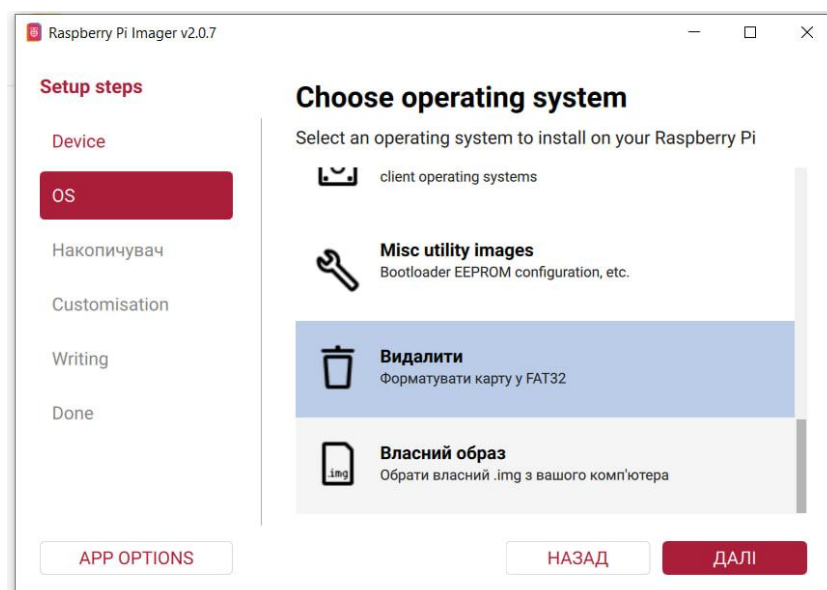 Raspberry Pi Imager v2.0.7
Setup steps
Device
OS
Накопичувач
Customisation
Writing
Done
APP OPTIONS
Choose operating system
Select an operating system to install on your Raspberry Pi
client operating systems
Misc utility images
Bootloader EEPROM configuration, etc.
Видалити
Форматувати карту у FAT32
.img
Власний образ
Обрати власний .img з вашого комп'ютера
НАЗАД
ДАЛІ